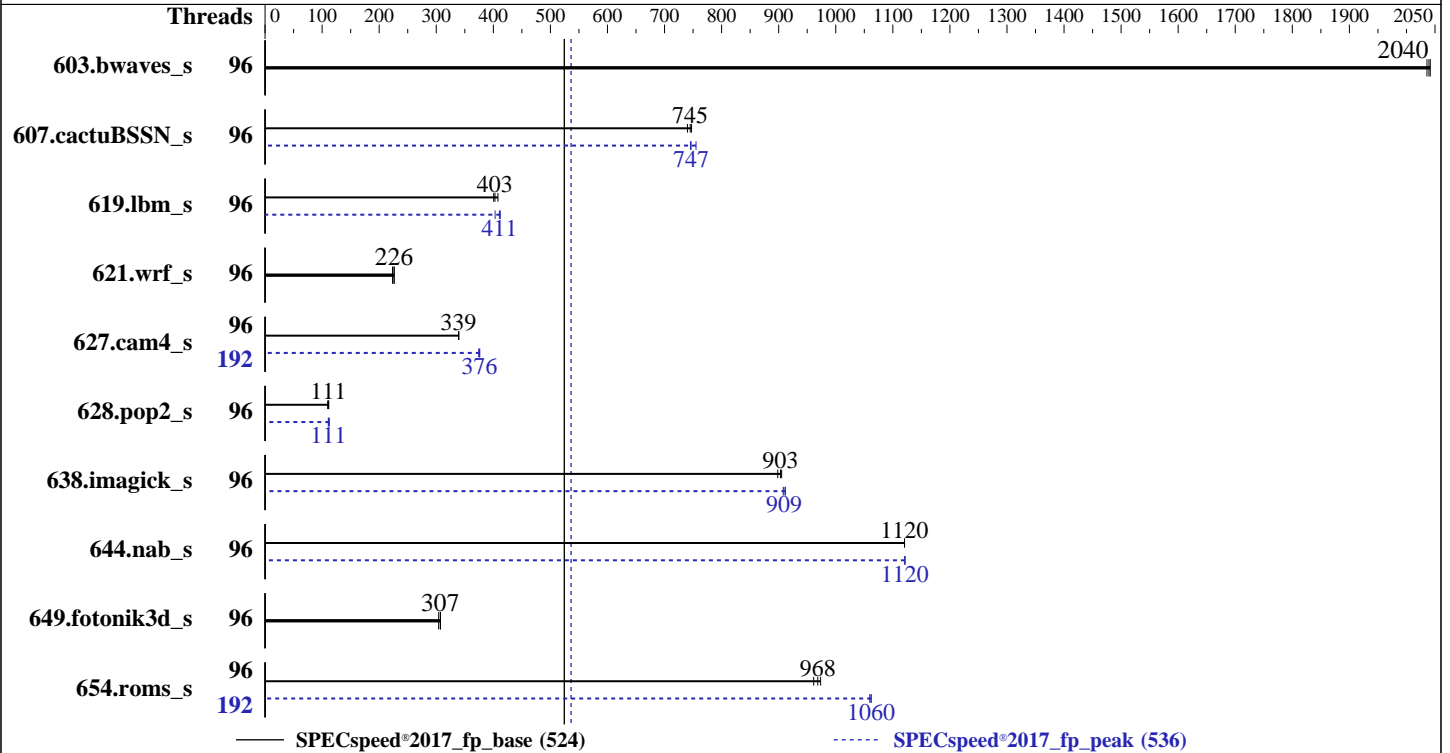 Threads 0 100 200 300 400 500 600 700 800 900 1000 1100 1200 1300 1400 1500 1600 1700 1800 1900 2050
2040
603.bwaves_s 96
745
607.cactuBSSN_s 96
747
403
619.lbm_s 96
411
226
621.wrf_s 96
96 339
627.cam4_s
192 376
111
628.pop2_s 96
111
903
638.imagick_s 96
909
1120
644.nab_s 96
1120
307
649.fotonik3d_s 96
96 968
654.roms_s
192 1060
SPECspeed®2017_fp_base (524) SPECspeed®2017_fp_peak (536)